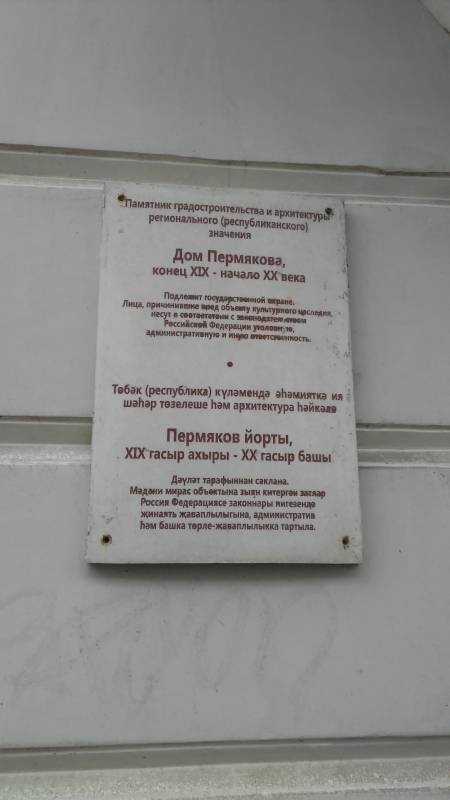 Памятник градостроительства и архитектуры
регионального (республиканского)
значения
Дом Пермякова,
конец XIX - начало XX века
Подлежит государственной охране.
Лица, причинившие вред объекту культурного наследия,
несут в соответствии с законодательством
Российской Федерации уголовную,
административную и иную ответственность.
•
Төбәк (республика) күләмендә әһәмияткә ия
шәһәр төзелеше һәм архитектура һәйкәле
Пермяков йорты,
XIX гасыр ахыры - XX гасыр башы
Дәүләт тарафыннан саклана.
Мәдәни мирас объектына зыян китергән затлар
Россия Федерациясе законнары нигезендә
җинаять җаваплылыгына, административ
һәм башка төрле җаваплылыкка тартыла.